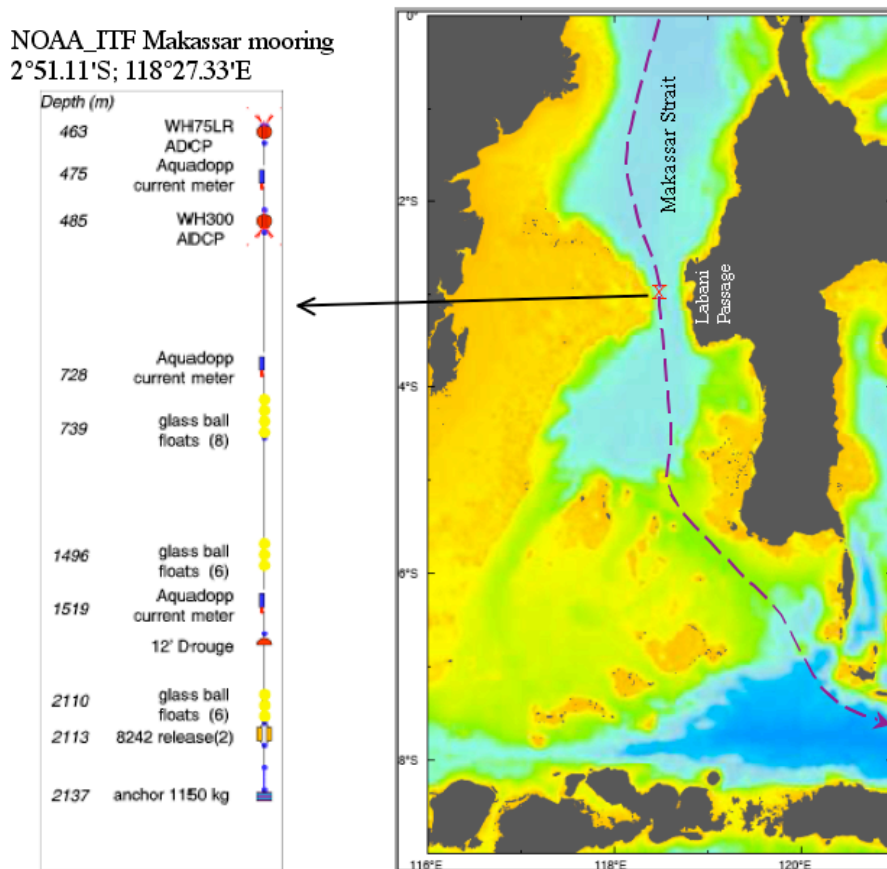 NOAA_ITF Makassar mooring
2°51.11'S; 118°27.33'E
Depth (m)
463 WH75LR
ADCP
475 Aquadopp
current meter
485 WH300
ADCP
728 Aquadopp
current meter
739 glass ball
floats (8)
1496 glass ball
floats (6)
1519 Aquadopp
current meter
12' Drouge
2110 glass ball
floats (6)
2113 8242 release(2)
2137 anchor 1150 kg
0°
Makassar Strait
2°S
Labani
Passage
4°S
6°S
8°S
116°E
118°E
120°E